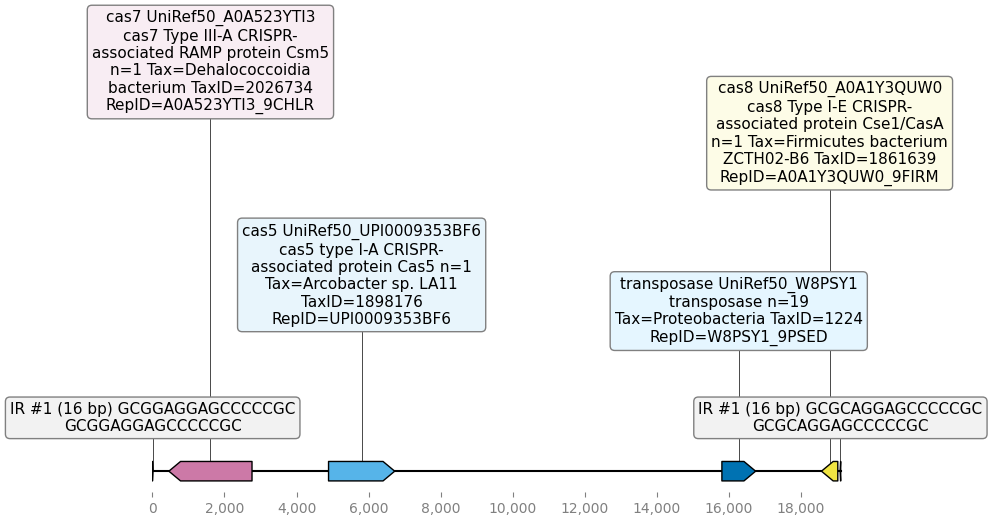 cas7 UniRef50_A0A523YTI3
cas7 Type III-A CRISPR-
associated RAMP protein Csm5
n=1 Tax=Dehalococcoidia
bacterium TaxID=2026734
RepID=A0A523YTI3_9CHLR
cas8 UniRef50_A0A1Y3QUW0
cas8 Type I-E CRISPR-
associated protein Cse1/CasA
n=1 Tax=Firmicutes bacterium
ZCTH02-B6 TaxID=1861639
RepID=A0A1Y3QUW0_9FIRM
cas5 UniRef50_UPI0009353BF6
cas5 type I-A CRISPR-
associated protein Cas5 n=1
Tax=Arcobacter sp. LA11
TaxID=1898176
RepID=UPI0009353BF6
transposase UniRef50_W8PSY1
transposase n=19
Tax=Proteobacteria TaxID=1224
RepID=W8PSY1_9PSED
IR #1 (16 bp) GCGGAGGAGCCCCCGC
GCGGAGGAGCCCCCGC
IR #1 (16 bp) GCGCAGGAGCCCCCGC
GCGCAGGAGCCCCCGC
0 2,000 4,000 6,000 8,000 10,000 12,000 14,000 16,000 18,000